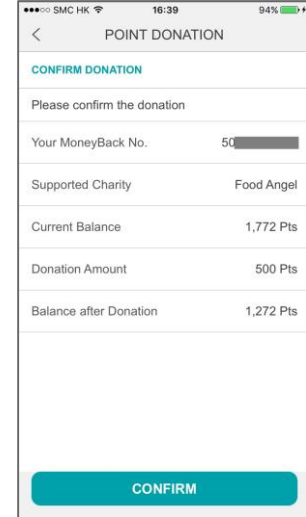 SMC HK 16:39 94%
POINT DONATION
CONFIRM DONATION
Please confirm the donation
Your MoneyBack No. 50
Supported Charity Food Angel
Current Balance 1,772 Pts
Donation Amount 500 Pts
Balance after Donation 1,272 Pts
CONFIRM